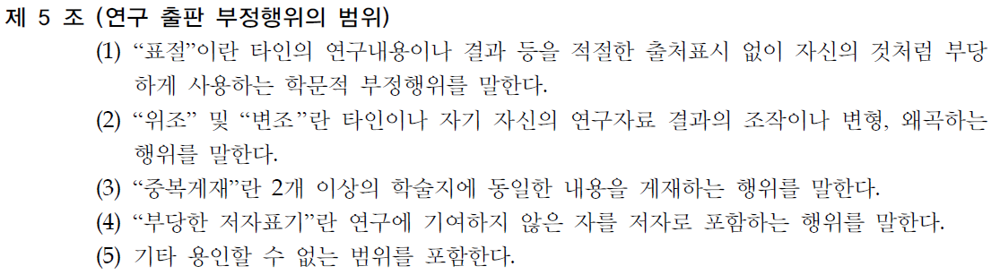 제 5 조 (연구 출판 부정행위의 범위)
(1) “표절”이란 타인의 연구내용이나 결과 등을 적절한 출처표시 없이 자신의 것처럼 부당
하게 사용하는 학문적 부정행위를 말한다.
(2) “위조” 및 “변조”란 타인이나 자기 자신의 연구자료 결과의 조작이나 변형, 왜곡하는
행위를 말한다.
(3) “중복게재”란 2개 이상의 학술지에 동일한 내용을 게재하는 행위를 말한다.
(4) “부당한 저자표기”란 연구에 기여하지 않은 자를 저자로 포함하는 행위를 말한다.
(5) 기타 용인할 수 없는 범위를 포함한다.